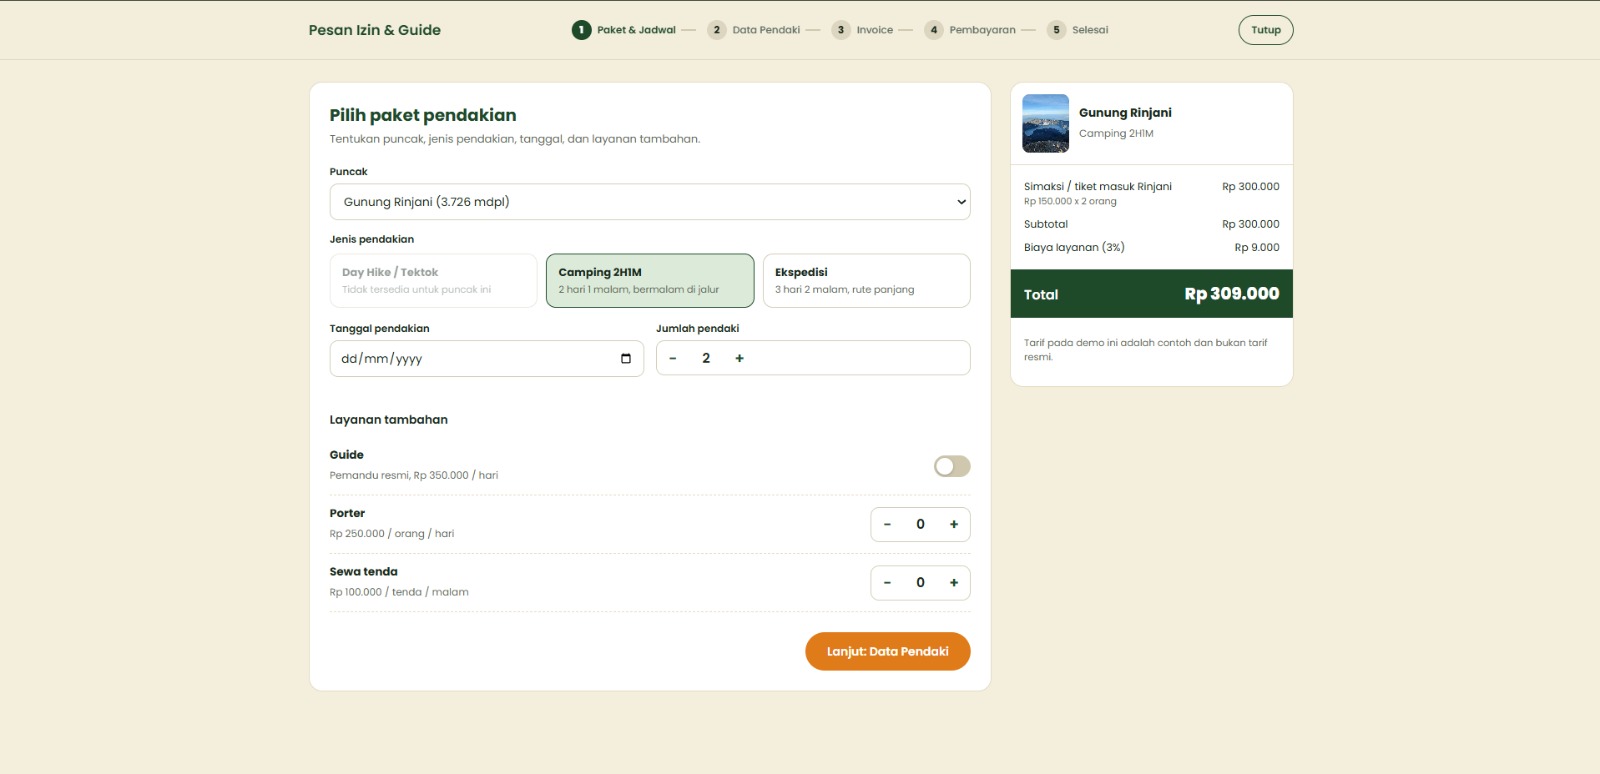 Pesan Izin & Guide
1 Paket & Jadwal
2 Data Pendaki
3 Invoice
4 Pembayaran
5 Selesai
Tutup
Pilih paket pendakian
Tentukan puncak, jenis pendakian, tanggal, dan layanan tambahan.
Puncak
Gunung Rinjani (3.726 mdpl)
Jenis pendakian
Day Hike / Tektok
Tidak tersedia untuk puncak ini
Camping 2H1M
2 hari 1 malam, bermalam di jalur
Ekspedisi
3 hari 2 malam, rute panjang
Tanggal pendakian
dd/mm/yyyy
Jumlah pendaki
- 2 +
Layanan tambahan
Guide
Pemandu resmi, Rp 350.000 / hari
Porter
Rp 250.000 / orang / hari
- 0 +
Sewa tenda
Rp 100.000 / tenda / malam
- 0 +
Lanjut: Data Pendaki
Gunung Rinjani
Camping 2H1M
Simaksi / tiket masuk Rinjani Rp 300.000
Rp 150.000 x 2 orang
Subtotal Rp 300.000
Biaya layanan (3%) Rp 9.000
Total Rp 309.000
Tarif pada demo ini adalah contoh dan bukan tarif
resmi.